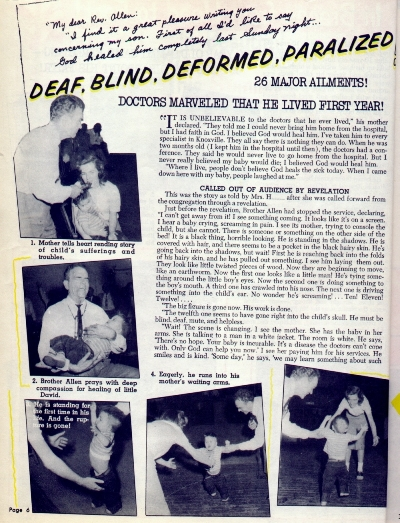 "My dear Rev. Allen:
"I find it a great pleasure writing you
concerning my son. First of all I'd like to say
God healed him completely last Sunday night...
DEAF, BLIND, DEFORMED, PARALIZED
26 MAJOR AILMENTS!
DOCTORS MARVELED THAT HE LIVED FIRST YEAR!
"IT IS UNBELIEVABLE to the doctors that he ever lived," his mother
declared. "They told me I could never bring him home from the hospital,
but I had faith in God. I believed God would heal him. I've taken him to every
specialist in Knoxville. They all say there is nothing they can do. When he was
two months old (I kept him in the hospital until then), the doctors had a con-
ference. They said he would never live to go home from the hospital. But I
never really believed my baby would die; I believed God would heal him.
"Where I live, people don't believe God heals the sick today. When I came
down here with my baby, people laughed at me."
CALLED OUT OF AUDIENCE BY REVELATION
This was the story as told by Mrs. H...... after she was called forward from
the congregation through revelation.
Just before the revelation, Brother Allen had stopped the service, declaring,
"I can't get away from it! I see something coming. It looks like it's on a screen.
I hear a baby crying, screaming in pain. I see its mother, trying to console the
child, but she cannot. There is someone or something on the other side of the
bed! It is a black thing, horrible looking. He is standing in the shadows. He is
covered with hair, and there seems to be a pocket in the black hairy skin. He's
going back into the shadows, but wait! First he is reaching back into the folds
of his hairy skin, and he has pulled out something. I see him laying them out.
They look like little twisted pieces of wood. Now they are beginning to move,
like an earthworm. Now the first one looks like a little man! He's tying some-
thing around the little boy's eyes. Now the second one is doing something to
the boy's mouth. A third one has crawled into his nose. The next one is driving
something into the child's ear. No wonder he's screaming! . . . Ten! Eleven!
Twelve! . . . .
"The big figure is gone now. His work is done.
"The twelfth one seems to have gone right into the child's skull. He must be
blind, deaf, mute, and helpless.
"Wait! The scene is changing. I see the mother. She has the baby in her
arms. She is talking to a man in a white jacket. The room is white. He says,
'There's no hope. Your baby is incurable. It's a disease the doctors can't cope
with. Only God can help you now.' I see her paying him for his services. He
smiles and is kind. 'Some day,' he says, 'we may learn something about such
1. Mother tells heart rending story
of child's sufferings and
troubles.
2. Brother Allen prays with deep
compassion for healing of little
David.
He is standing for
the first time in his
life. And the rup-
ture is gone!
4. Eagerly, he runs into his
mother's waiting arms.
Page 6